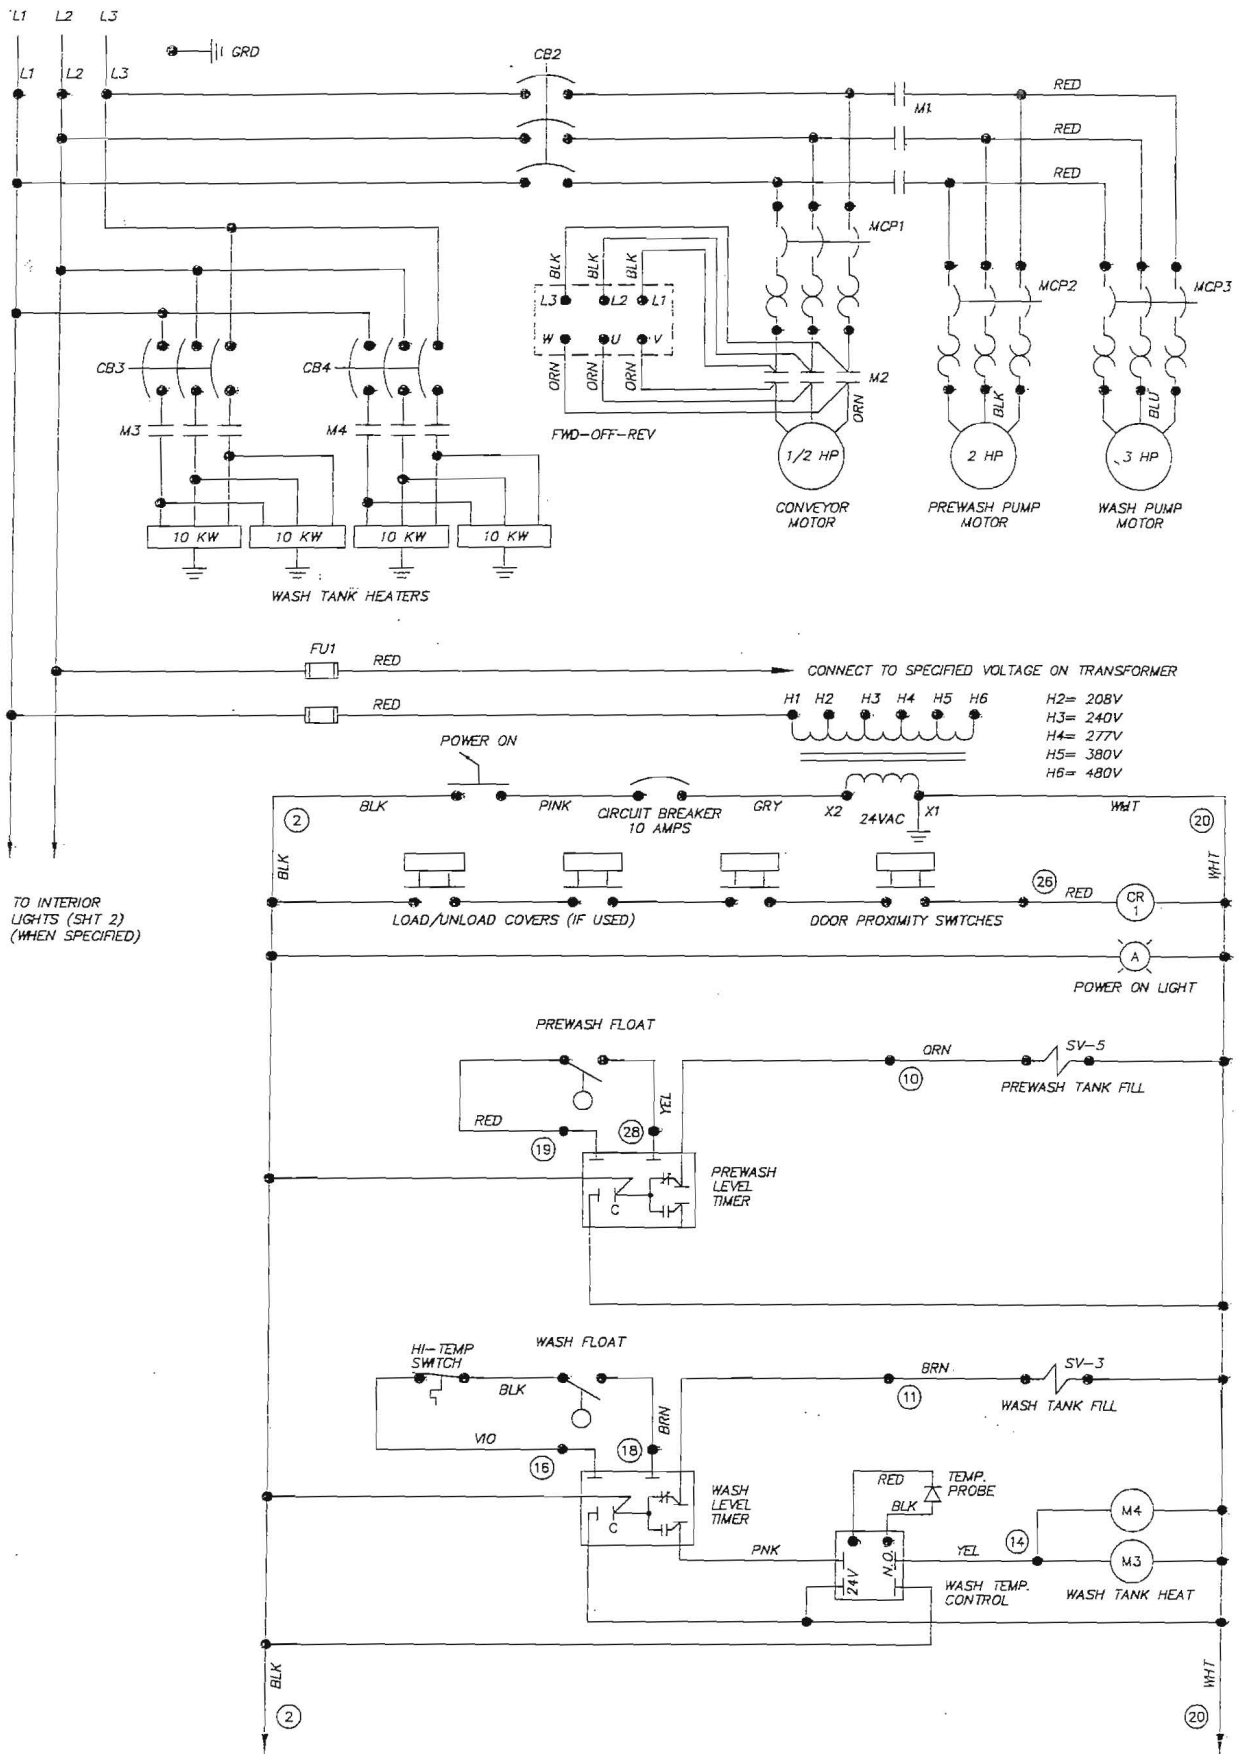 L1 L2 L3
GRD
CB2
L1 L2 L3
RED
M1
RED
RED
MCP1
BLK BLK BLK
MCP2
MCP3
L3 L2 L1
W U V
CB3
CB4
M2
ORN ORN ORN
ORN
BLK
BLU
M3
M4
FWD-OFF-REV
1/2 HP
2 HP
3 HP
CONVEYOR
MOTOR
PREWASH PUMP
MOTOR
WASH PUMP
MOTOR
10 KW 10 KW 10 KW 10 KW
WASH TANK HEATERS
FU1
RED
CONNECT TO SPECIFIED VOLTAGE ON TRANSFORMER
RED
H1 H2 H3 H4 H5 H6
H2= 208V
H3= 240V
H4= 277V
H5= 380V
H6= 480V
POWER ON
BLK
PINK
CIRCUIT BREAKER
10 AMPS
GRY
X2
24VAC
X1
WHT
2
20
BLK
WHT
TO INTERIOR
LIGHTS (SHT 2)
(WHEN SPECIFIED)
LOAD/UNLOAD COVERS (IF USED)
DOOR PROXIMITY SWITCHES
26
RED
CR
1
A
POWER ON LIGHT
PREWASH FLOAT
ORN
SV-5
10
PREWASH TANK FILL
YEL
RED
19
28
C
PREWASH
LEVEL
TIMER
HI-TEMP
SWITCH
WASH FLOAT
BLK
BRN
SV-3
11
WASH TANK FILL
BRN
VIO
16
18
C
WASH
LEVEL
TIMER
RED
TEMP.
PROBE
BLK
M4
PNK
24V
N.O.
YEL
14
M3
WASH TEMP.
CONTROL
WASH TANK HEAT
BLK
WHT
2
20